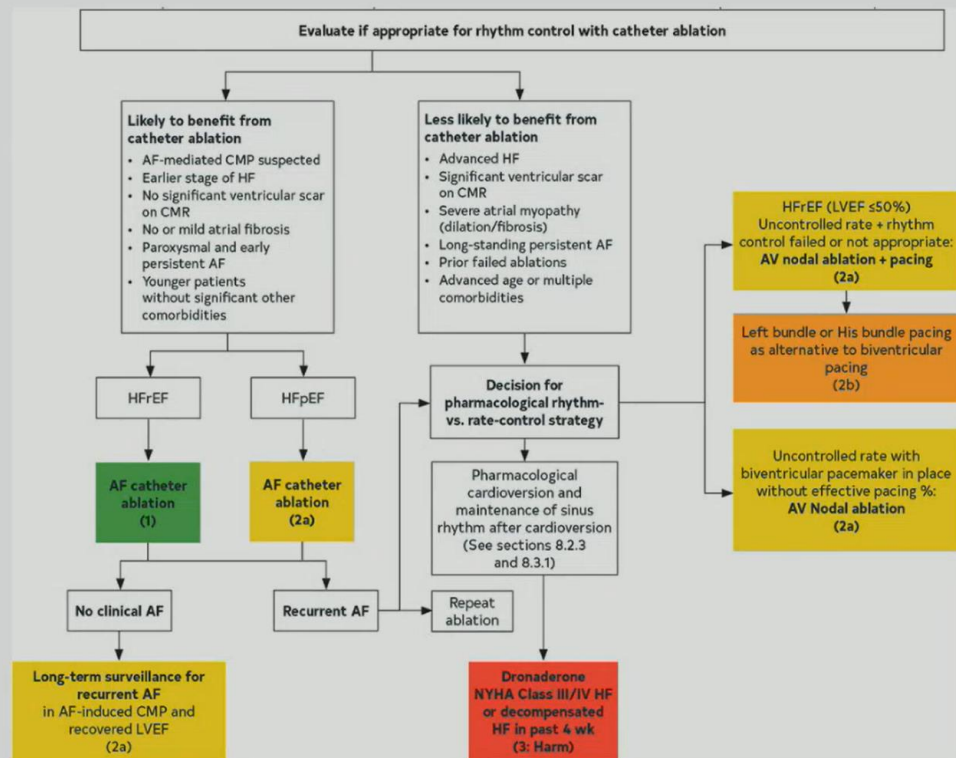 Evaluate if appropriate for rhythm control with catheter ablation
Likely to benefit from
catheter ablation
• AF-mediated CMP suspected
• Earlier stage of HF
• No significant ventricular scar
on CMR
• No or mild atrial fibrosis
• Paroxysmal and early
persistent AF
• Younger patients
without significant other
comorbidities
Less likely to benefit from
catheter ablation
• Advanced HF
• Significant ventricular scar
on CMR
• Severe atrial myopathy
(dilation/fibrosis)
• Long-standing persistent AF
• Prior failed ablations
• Advanced age or multiple
comorbidities
HFrEF
HFpEF
AF catheter
ablation
(1)
AF catheter
ablation
(2a)
No clinical AF
Recurrent AF
Repeat
ablation
Long-term surveillance for
recurrent AF
in AF-induced CMP and
recovered LVEF
(2a)
Decision for
pharmacological rhythm-
vs. rate-control strategy
Pharmacological
cardioversion and
maintenance of sinus
rhythm after cardioversion
(See sections 8.2.3
and 8.3.1)
Dronaderone
NYHA Class III/IV HF
or decompensated
HF in past 4 wk
(3: Harm)
HFrEF (LVEF ≤50%)
Uncontrolled rate + rhythm
control failed or not appropriate:
AV nodal ablation + pacing
(2a)
Left bundle or His bundle pacing
as alternative to biventricular
pacing
(2b)
Uncontrolled rate with
biventricular pacemaker in place
without effective pacing %:
AV Nodal ablation
(2a)